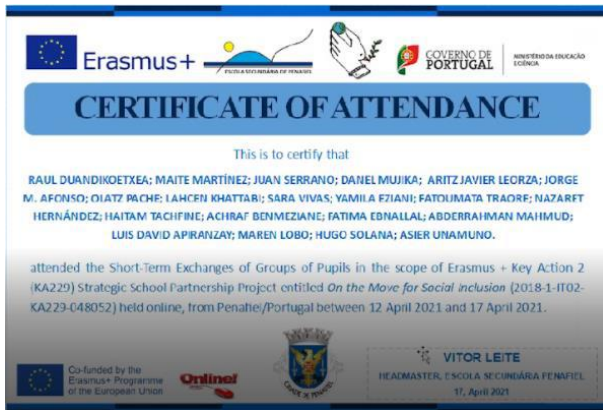 Erasmus+
ESCOLA SECUNDÁRIA DE PENAFIEL
GOVERNO DE
PORTUGAL
MINISTÉRIO DA EDUCAÇÃO
E CIÊNCIA
CERTIFICATE OF ATTENDANCE
This is to certify that
RAUL DUANDIKOETXEA; MAITE MARTÍNEZ; JUAN SERRANO; DANEL MUJIKA; ARITZ JAVIER LEORZA; JORGE
M. AFONSO; OLATZ PACHE; LAHCEN KHATTABI; SARA VIVAS; YAMILA EZIANI; FATOUMATA TRAORE; NAZARET
HERNÁNDEZ; HAITAM TACHFINE; ACHRAF BENMEZIANE; FATIMA EBNALLAL; ABDERRAHMAN MAHMUD;
LUIS DAVID APIRANZAY; MAREN LOBO; HUGO SOLANA; ASIER UNAMUNO.
attended the Short-Term Exchanges of Groups of Pupils in the scope of Erasmus + Key Action 2
(KA229) Strategic School Partnership Project entitled On the Move for Social Inclusion (2018-1-IT02-
KA229-048052) held online, from Penafiel/Portugal between 12 April 2021 and 17 April 2021.
Co-funded by the
Erasmus+ Programme
of the European Union
Online!
CIDADE DE PENAFIEL
VITOR LEITE
HEADMASTER, ESCOLA SECUNDÁRIA PENAFIEL
17, April 2021